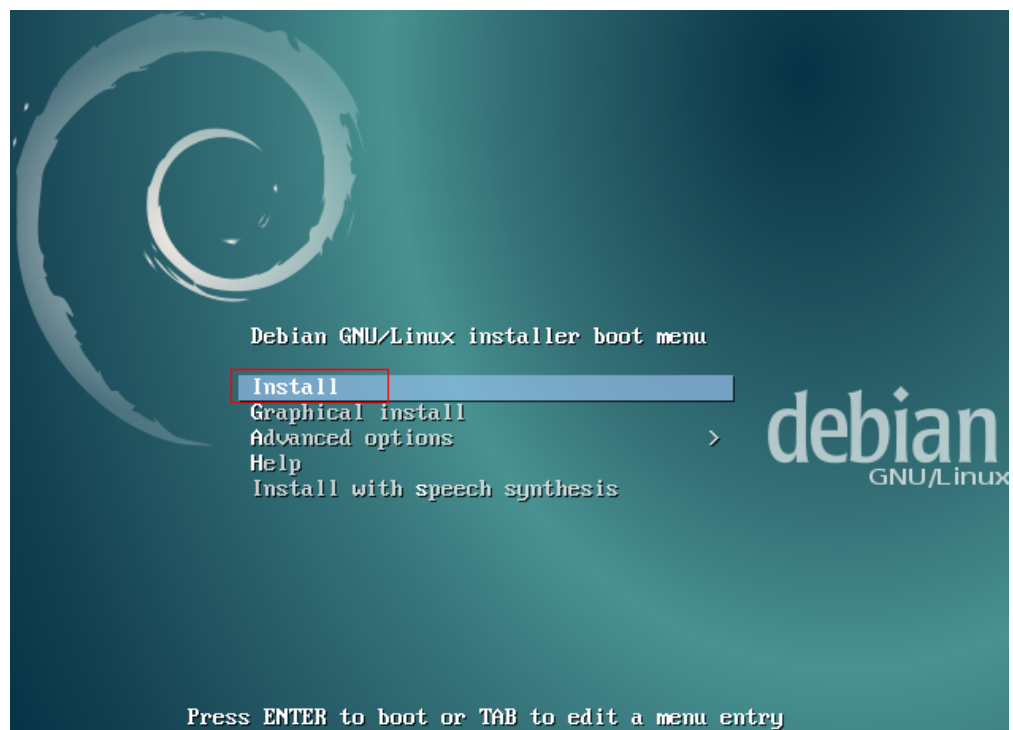 Debian GNU/Linux installer boot menu
Install
Graphical install
Advanced options >
Help
Install with speech synthesis
debian
GNU/Linux
Press ENTER to boot or TAB to edit a menu entry